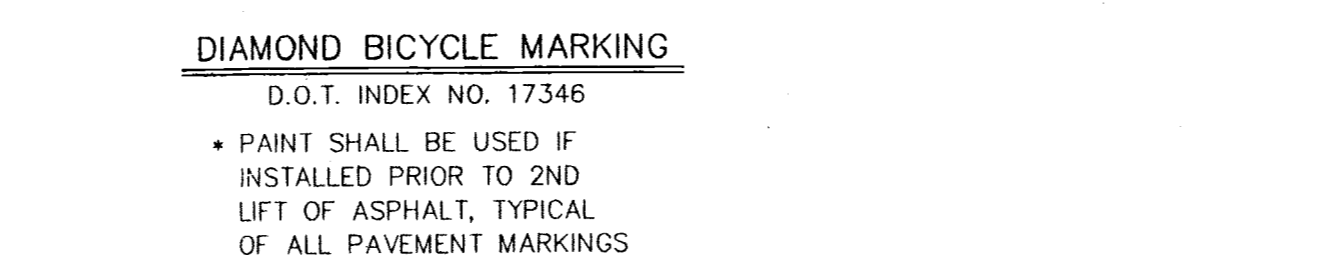 DIAMOND BICYCLE MARKING
D.O.T. INDEX NO. 17346
* PAINT SHALL BE USED IF
INSTALLED PRIOR TO 2ND
LIFT OF ASPHALT, TYPICAL
OF ALL PAVEMENT MARKINGS